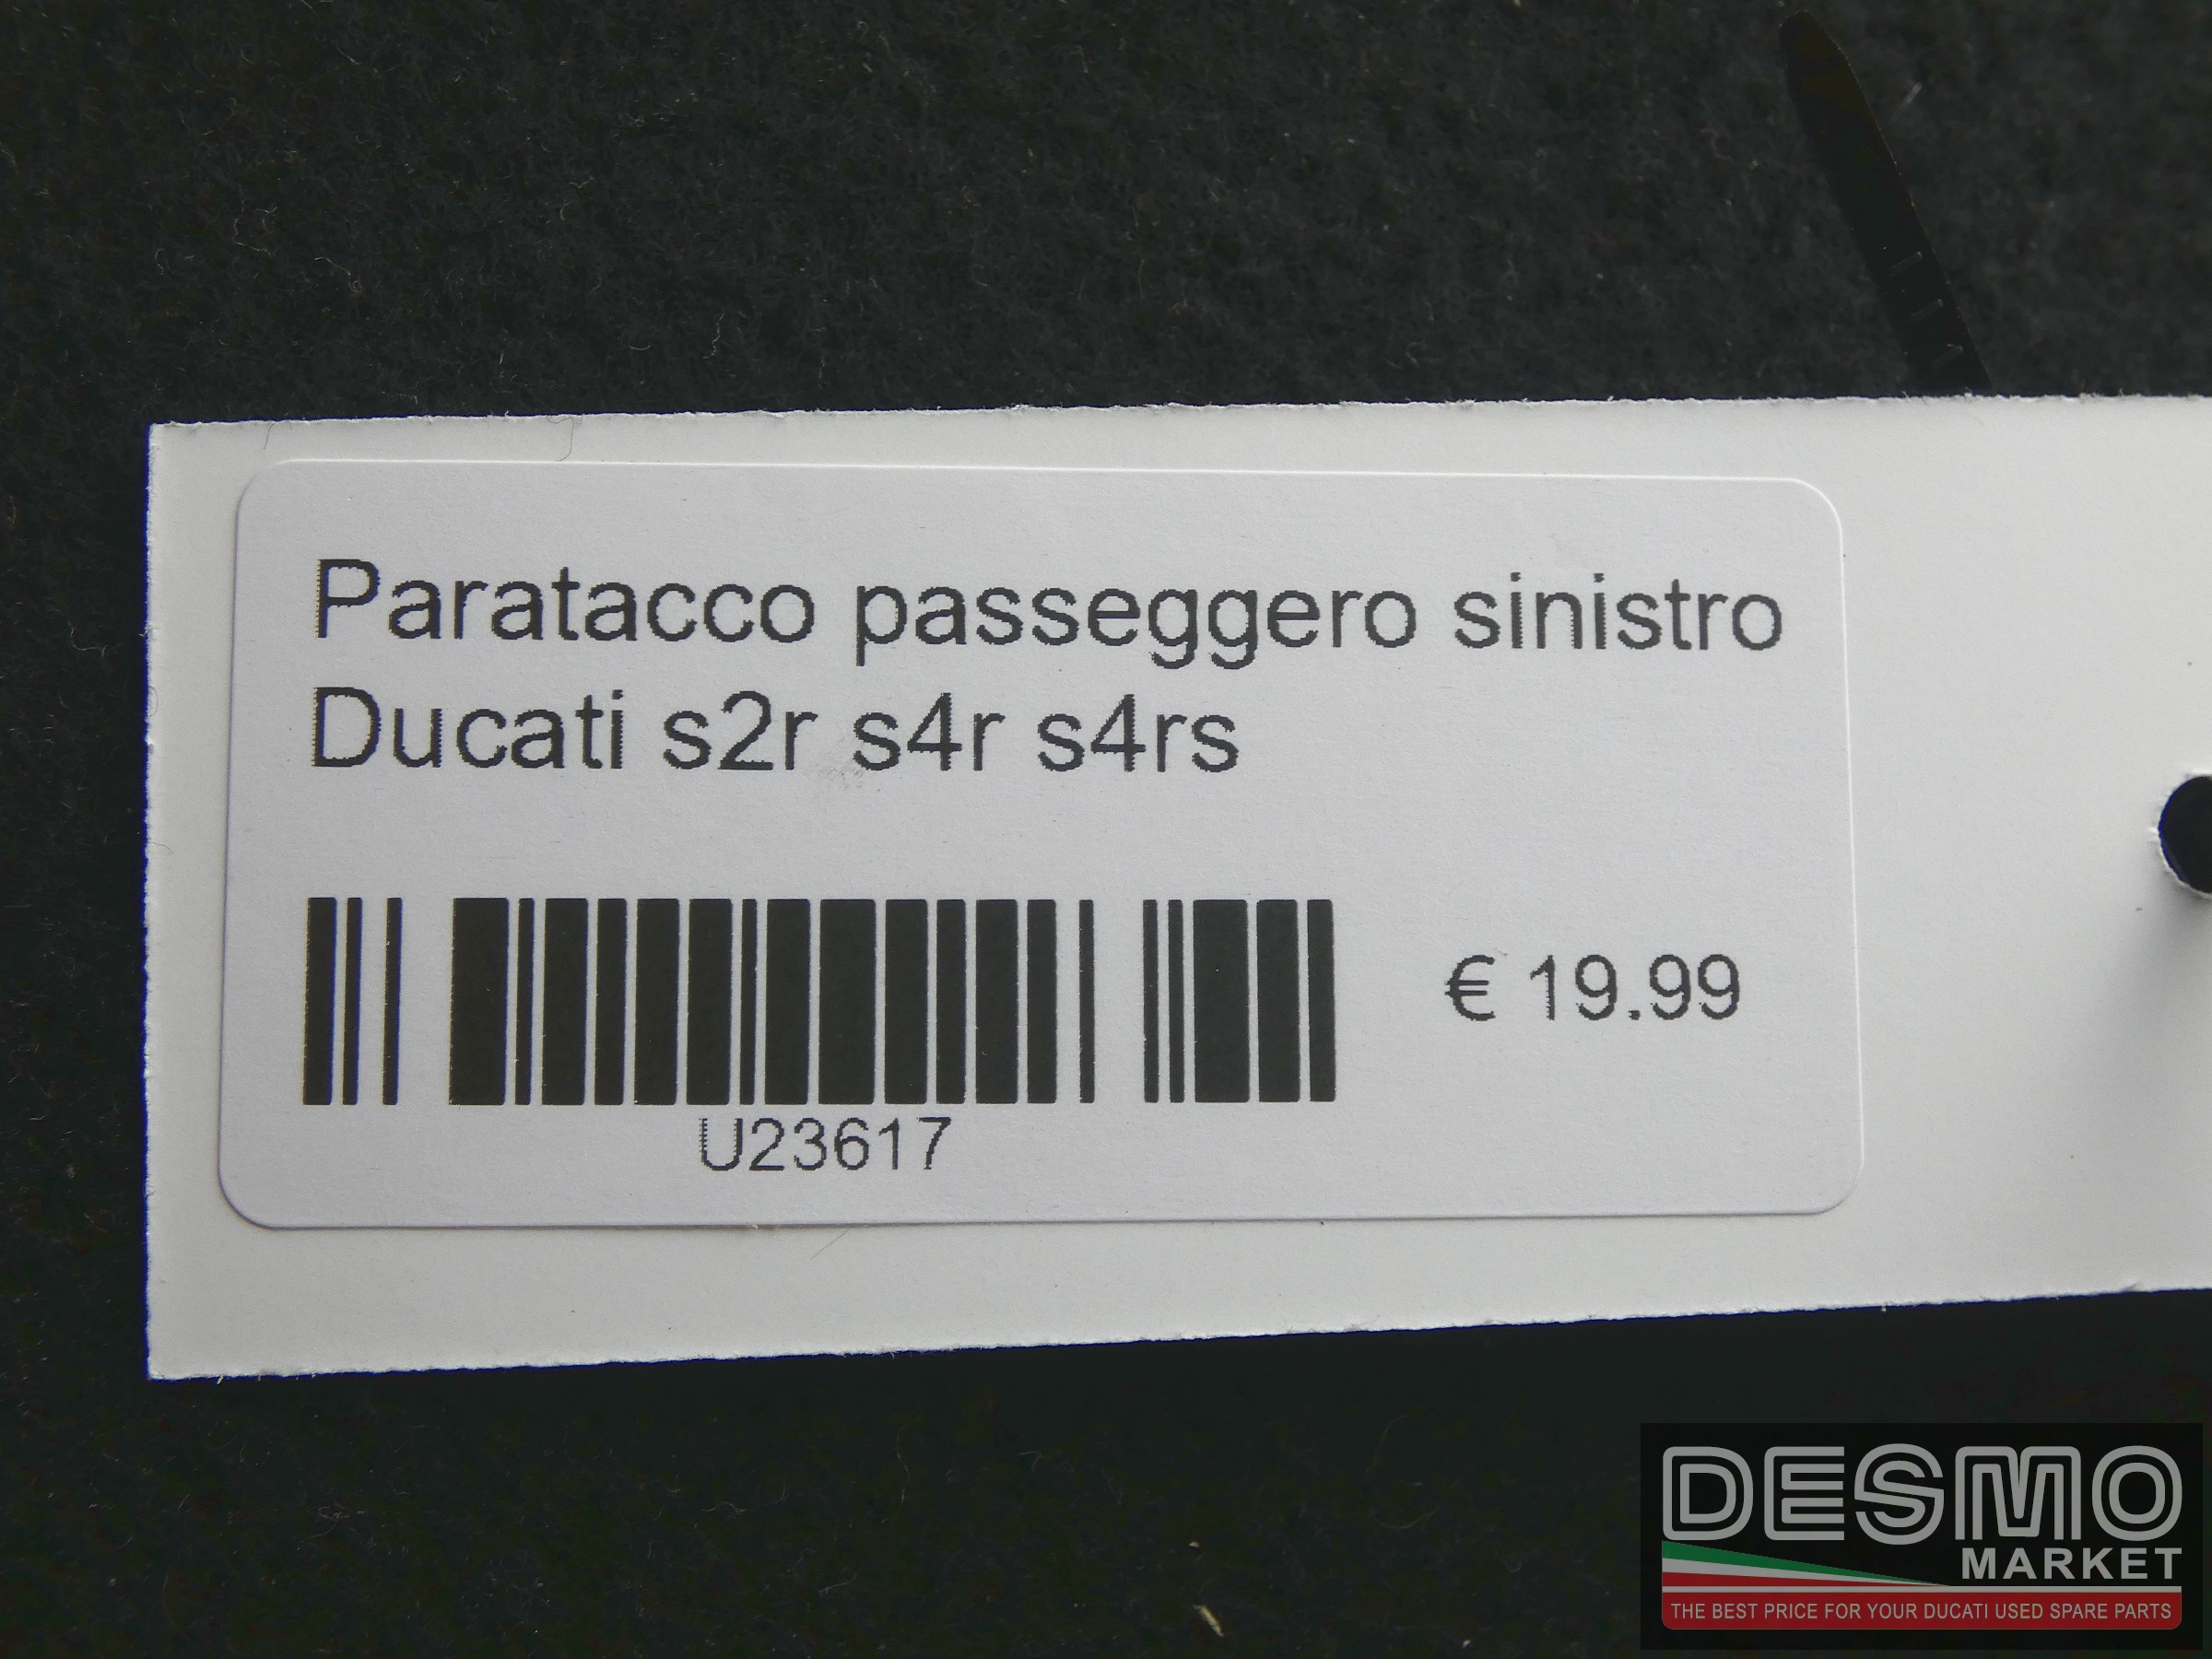 Paratacco passeggero sinistro
Ducati s2r s4r s4rs
€ 19.99
U23617
DESMO
MARKET
THE BEST PRICE FOR YOUR DUCATI USED SPARE PARTS